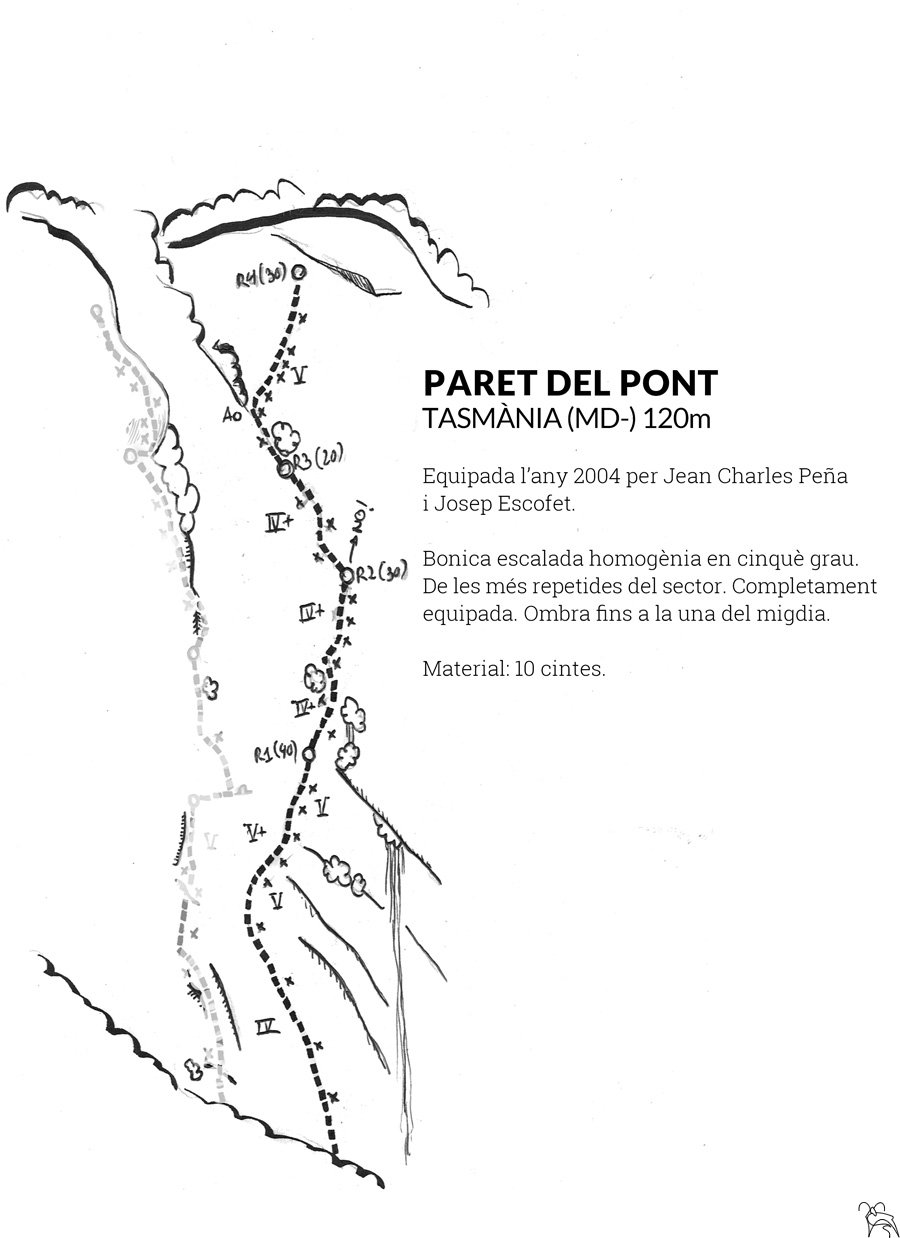 R4(30)
V
A0
R3(20)
IV+
20!
R2(30)
IV+
IV+
R1(40)
V
V+
V
V
IV
PARET DEL PONT
TASMÀNIA (MD-) 120m
Equipada l’any 2004 per Jean Charles Peña
i Josep Escofet.
Bonica escalada homogènia en cinquè grau.
De les més repetides del sector. Completament
equipada. Ombra fins a la una del migdia.
Material: 10 cintes.